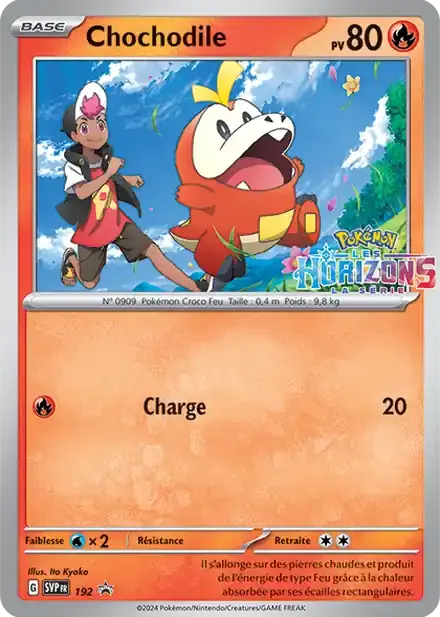 BASE
Chochodile
PV 80
Pokémon
LES
HORIZONS
LA SÉRIE
N° 0909 Pokémon Croco Feu Taille : 0,4 m Poids : 9,8 kg
Charge 20
Faiblesse ×2 Résistance Retraite
Illus. Ito Kyoko
G SVP FR 192
Il s'allonge sur des pierres chaudes et produit
de l'énergie de type Feu grâce à la chaleur
absorbée par ses écailles rectangulaires.
©2024 Pokémon/Nintendo/Creatures/GAME FREAK